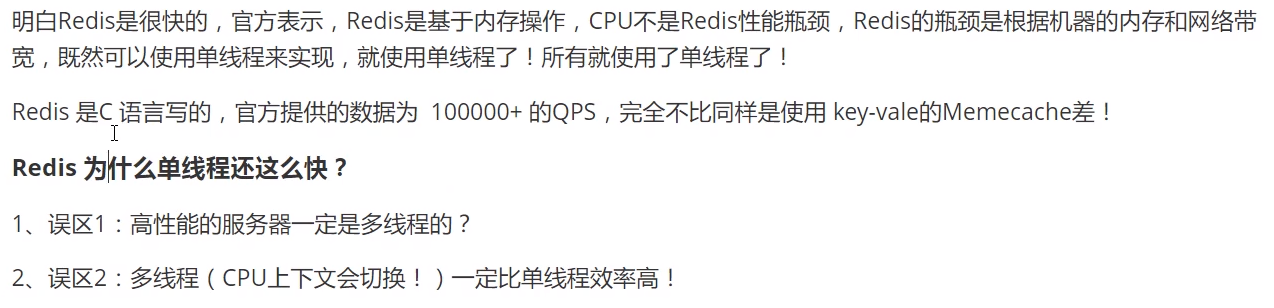 明白Redis是很快的，官方表示，Redis是基于内存操作，CPU不是Redis性能瓶颈，Redis的瓶颈是根据机器的内存和网络带
宽，既然可以使用单线程来实现，就使用单线程了！所有就使用了单线程了！
Redis 是C 语言写的，官方提供的数据为 100000+ 的QPS，完全不比同样是使用 key-vale的Memecache差！
Redis 为什么单线程还这么快？
1、误区1：高性能的服务器一定是多线程的？
2、误区2：多线程（CPU上下文会切换！）一定比单线程效率高！